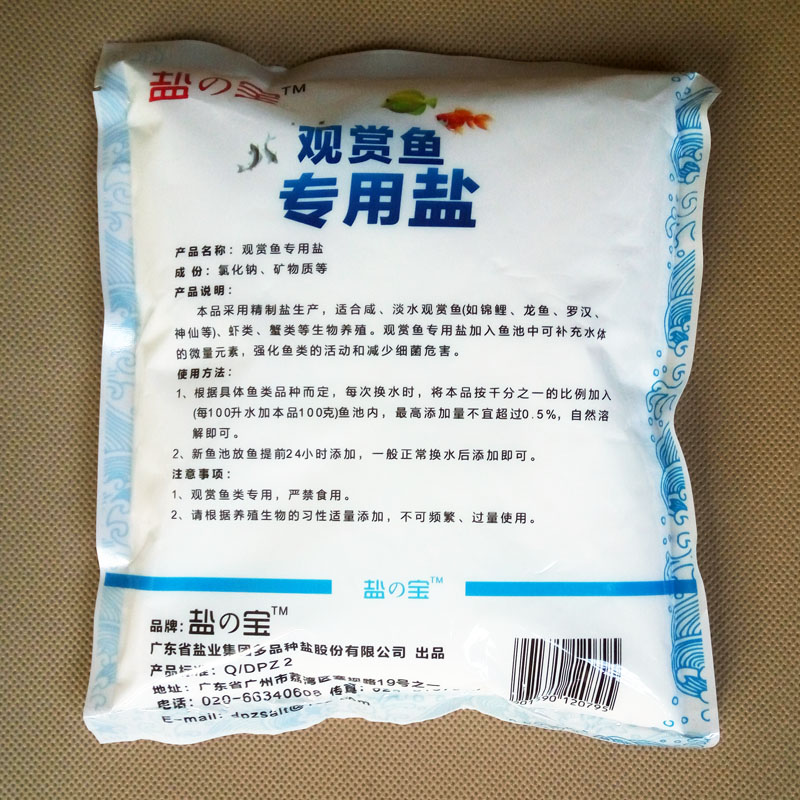 盐の宝™
观赏鱼
专用盐
产品名称：观赏鱼专用盐
成份：氯化钠、矿物质等
产品说明：
本品采用精制盐生产，适合咸、淡水观赏鱼(如锦鲤、龙鱼、罗汉、
神仙等)、虾类、蟹类等生物养殖。观赏鱼专用盐加入鱼池中可补充水体
的微量元素，强化鱼类的活动和减少细菌危害。
使用方法：
1、根据具体鱼类品种而定，每次换水时，将本品按千分之一的比例加入
(每100升水加本品100克)鱼池内，最高添加量不宜超过0.5%，自然溶
解即可。
2、新鱼池放鱼提前24小时添加，一般正常换水后添加即可。
注意事项：
1、观赏鱼类专用，严禁食用。
2、请根据养殖生物的习性适量添加，不可频繁、过量使用。
盐の宝™
品牌：盐の宝™
广东省盐业集团多品种盐股份有限公司 出品
产品标准：Q/DPZ 2
地址：广东省广州市荔湾区 路19号之一
电话：020-66340608 传真：
E-mail：dpzsalt@
120795